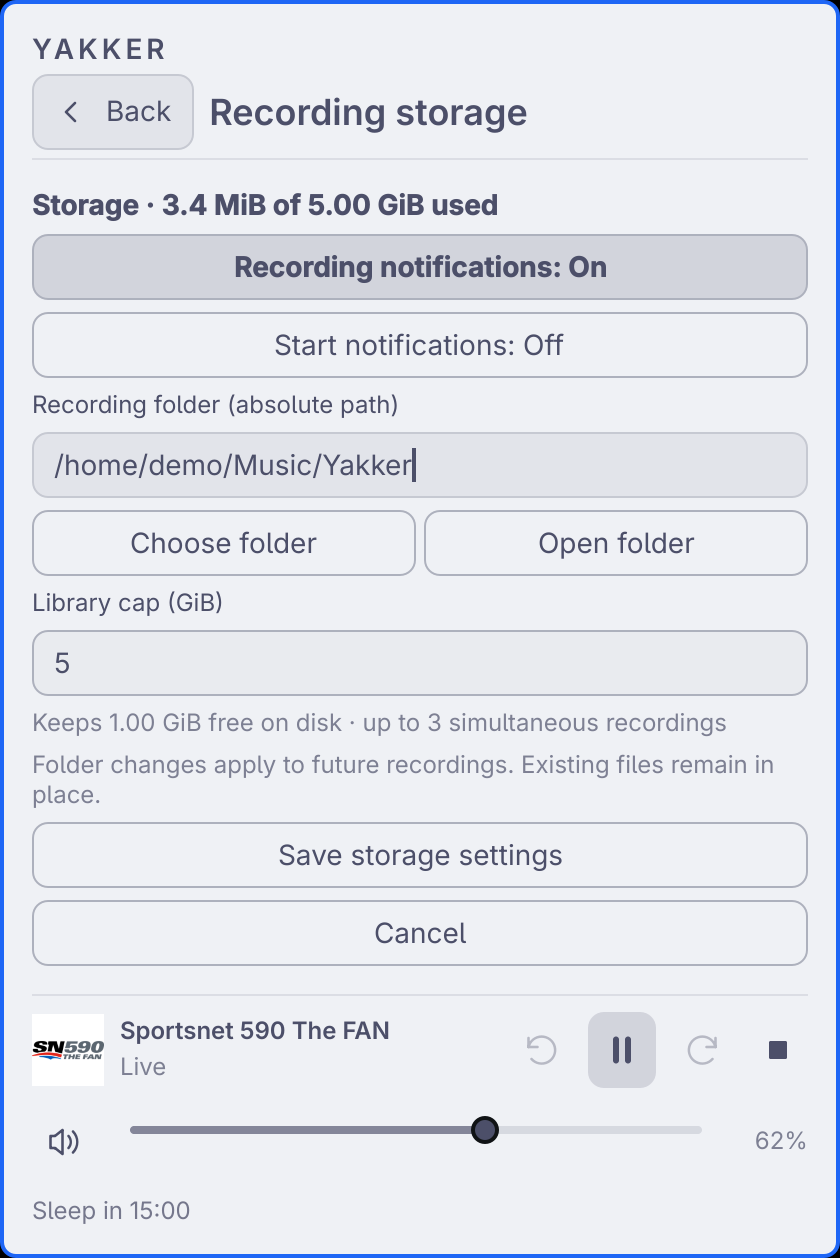 YAKKER
Back
Recording storage
Storage · 3.4 MiB of 5.00 GiB used
Recording notifications: On
Start notifications: Off
Recording folder (absolute path)
/home/demo/Music/Yakker
Choose folder
Open folder
Library cap (GiB)
5
Keeps 1.00 GiB free on disk · up to 3 simultaneous recordings
Folder changes apply to future recordings. Existing files remain in
place.
Save storage settings
Cancel
SN590
THE FAN
Sportsnet 590 The FAN
Live
62%
Sleep in 15:00